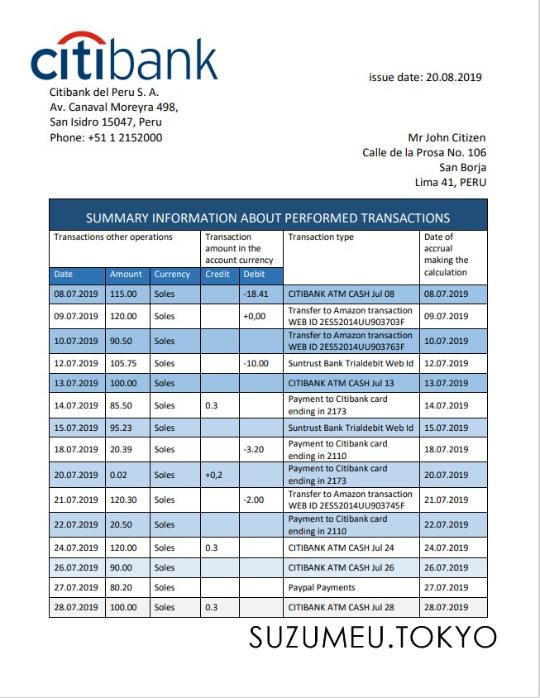 citibank
Citibank del Peru S. A.
Av. Canaval Moreyra 498,
San Isidro 15047, Peru
Phone: +51 1 2152000
issue date: 20.08.2019
Mr John Citizen
Calle de la Prosa No. 106
San Borja
Lima 41, PERU
SUMMARY INFORMATION ABOUT PERFORMED TRANSACTIONS
Transactions other operations
Transaction
amount in the
account currency
Transaction type
Date of
accrual
making the
calculation
Date Amount Currency Credit Debit
08.07.2019 115.00 Soles -18.41 CITIBANK ATM CASH Jul 08 08.07.2019
09.07.2019 120.00 Soles +0,00 Transfer to Amazon transaction 09.07.2019
WEB ID 2ES52014UU903703F
10.07.2019 90.50 Soles Transfer to Amazon transaction 10.07.2019
WEB ID 2ES52014UU903763F
12.07.2019 105.75 Soles -10.00 Suntrust Bank Trialdebit Web Id 12.07.2019
13.07.2019 100.00 Soles CITIBANK ATM CASH Jul 13 13.07.2019
14.07.2019 85.50 Soles 0.3 Payment to Citibank card 14.07.2019
ending in 2173
15.07.2019 95.23 Soles Suntrust Bank Trialdebit Web Id 15.07.2019
18.07.2019 20.39 Soles -3.20 Payment to Citibank card 18.07.2019
ending in 2110
20.07.2019 0.02 Soles +0,2 Payment to Citibank card 20.07.2019
ending in 2173
21.07.2019 120.30 Soles -2.00 Transfer to Amazon transaction 21.07.2019
WEB ID 2ES52014UU903745F
22.07.2019 20.50 Soles Payment to Citibank card 22.07.2019
ending in 2110
24.07.2019 120.00 Soles 0.3 CITIBANK ATM CASH Jul 24 24.07.2019
26.07.2019 90.00 Soles CITIBANK ATM CASH Jul 26 26.07.2019
27.07.2019 80.20 Soles Paypal Payments 27.07.2019
28.07.2019 100.00 Soles 0.3 CITIBANK ATM CASH Jul 28 28.07.2019
SUZUMEU.TOKYO